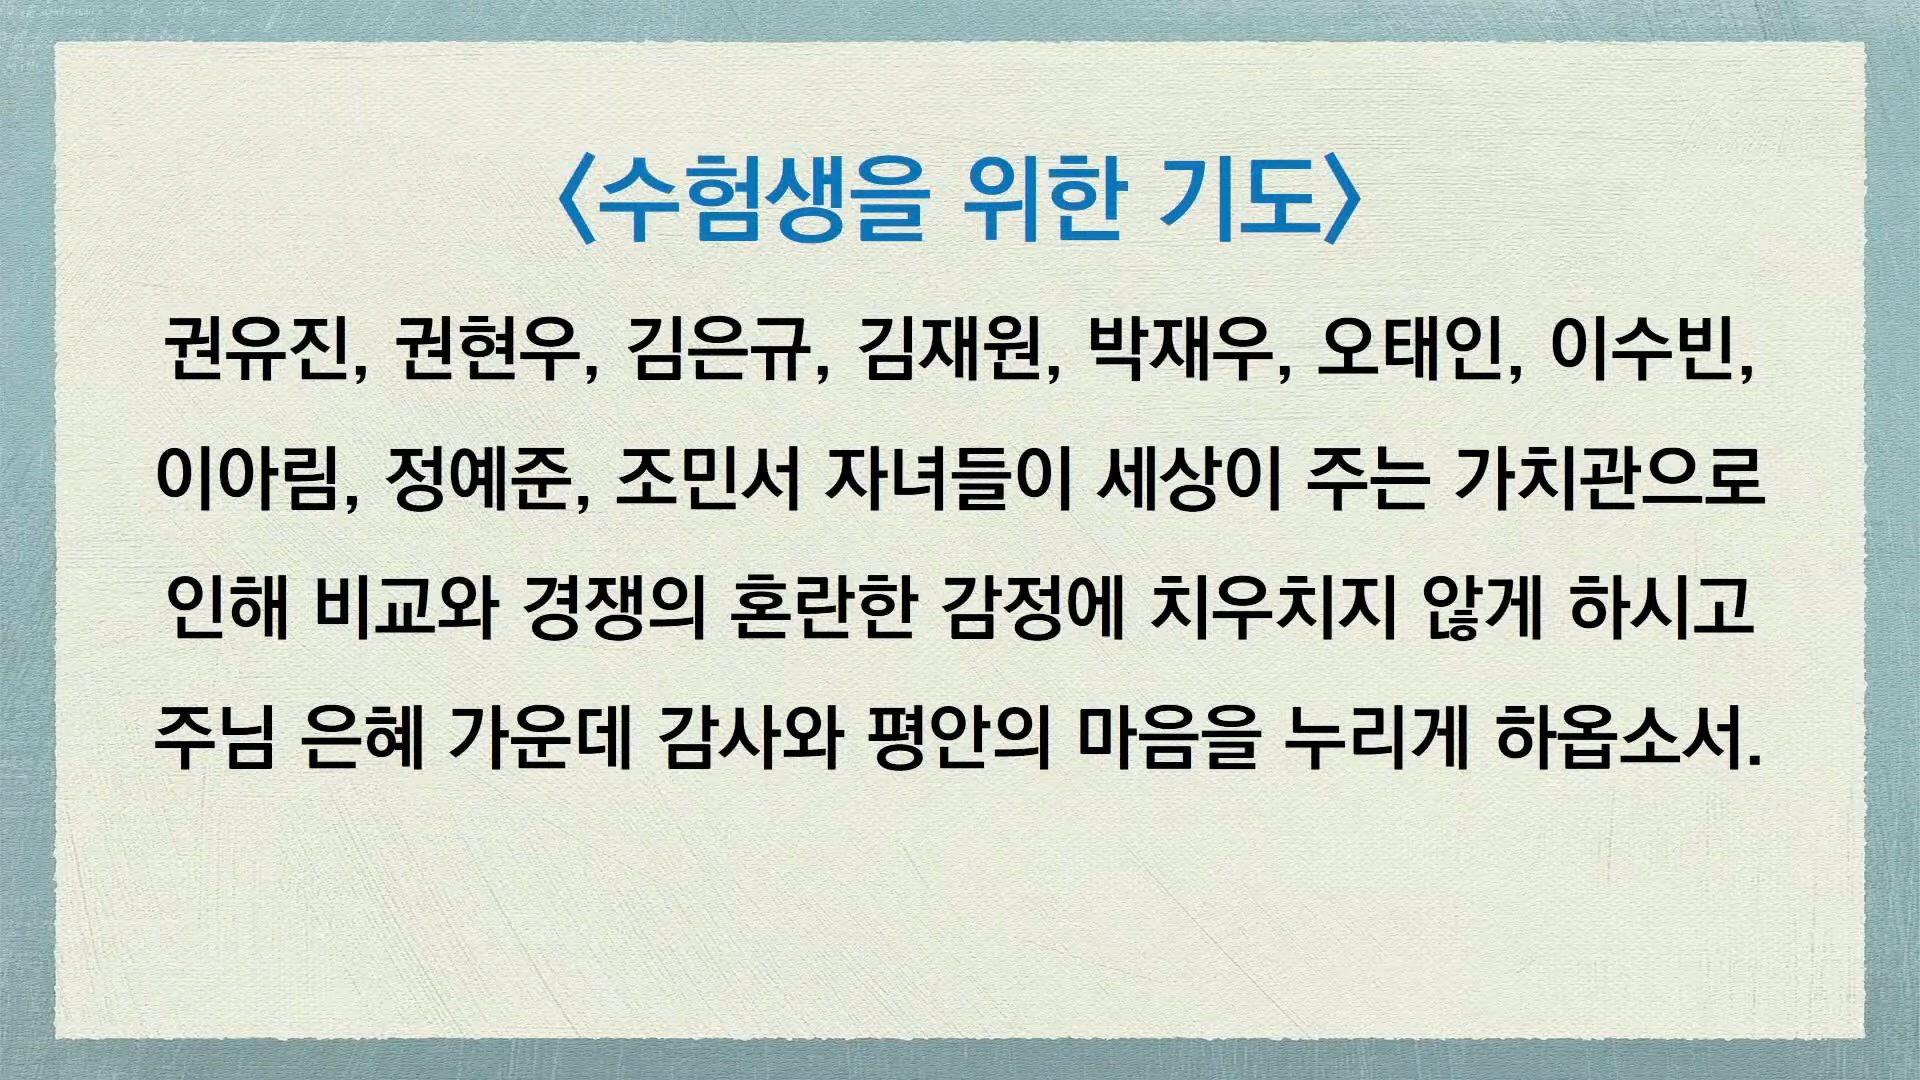 〈수험생을 위한 기도〉
권유진, 권현우, 김은규, 김재원, 박재우, 오태인, 이수빈,
이아림, 정예준, 조민서 자녀들이 세상이 주는 가치관으로
인해 비교와 경쟁의 혼란한 감정에 치우치지 않게 하시고
주님 은혜 가운데 감사와 평안의 마음을 누리게 하옵소서.